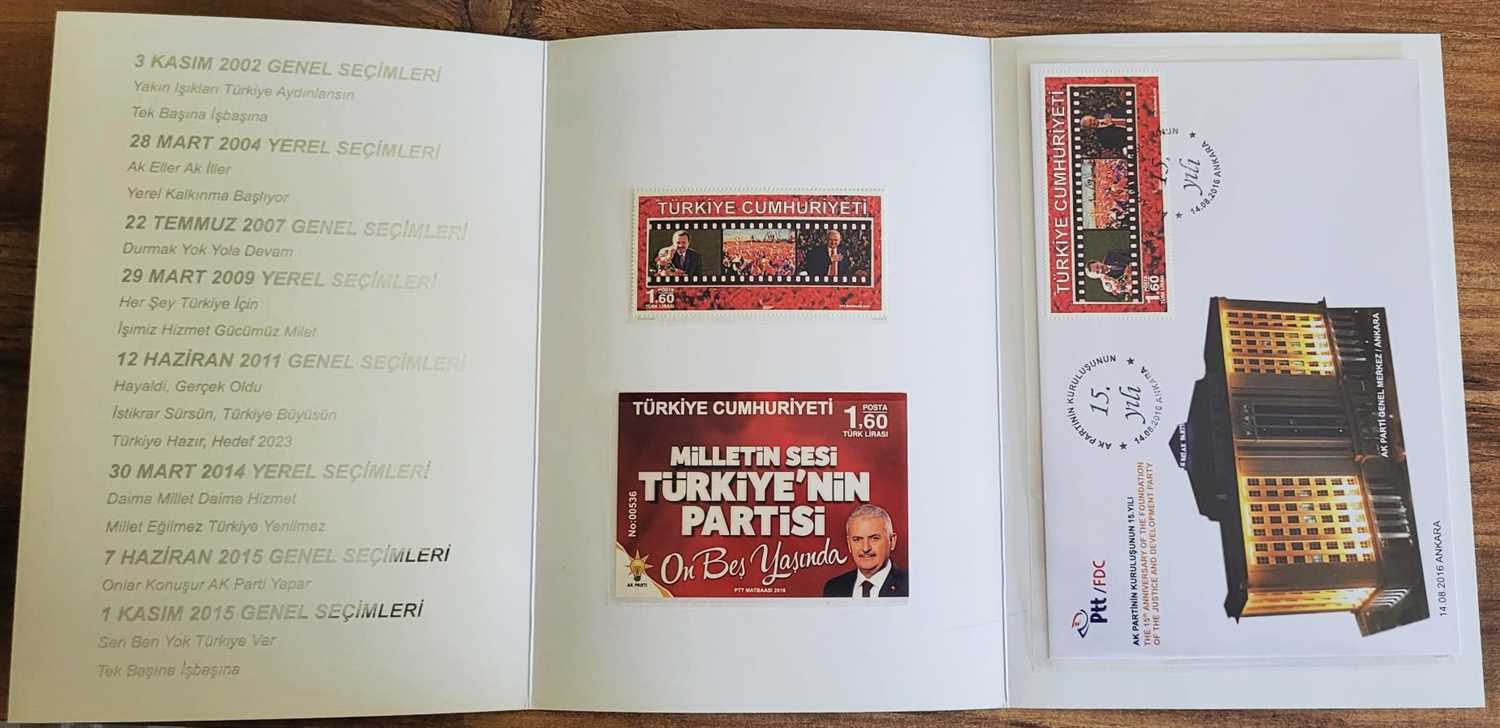 3 KASIM 2002 GENEL SEÇİMLERİ
Yakın Işıkları Türkiye Aydınlansın
Tek Başına İşbaşına
28 MART 2004 YEREL SEÇİMLERİ
Ak Eller Ak İller
Yerel Kalkınma Başlıyor
22 TEMMUZ 2007 GENEL SEÇİMLERİ
Durmak Yok Yola Devam
29 MART 2009 YEREL SEÇİMLERİ
Her Şey Türkiye İçin
İşimiz Hizmet Gücümüz Milet
12 HAZİRAN 2011 GENEL SEÇİMLERİ
Hayaldi, Gerçek Oldu
İstikrar Sürsün, Türkiye Büyüsün
Türkiye Hazır, Hedef 2023
30 MART 2014 YEREL SEÇİMLERİ
Daima Millet Daima Hizmet
Millet Eğilmez Türkiye Yenilmez
7 HAZİRAN 2015 GENEL SEÇİMLERİ
Onlar Konuşur AK Parti Yapar
1 KASIM 2015 GENEL SEÇİMLERİ
Sen Ben Yok Türkiye Var
Tek Başına İşbaşına
TÜRKİYE CUMHURİYETİ
POSTA
1,60
TÜRK LİRASI
TÜRKİYE CUMHURİYETİ
POSTA
1,60
TÜRK LİRASI
MİLLETİN SESİ
TÜRKİYE'NİN
PARTİSİ
On Beş Yaşında
No:00536
AK PARTİ
PTT MATBAASI 2016
TÜRKİYE CUMHURİYETİ
POSTA
1,60
TÜRK LİRASI
15.
yılı
14.08.2016 ANKARA
AK PARTİNİN KURULUŞUNUN
15.
yılı
14.08.2016 ANKARA
AK PARTİ
AK PARTİ GENEL MERKEZ / ANKARA
Ptt /FDC
AK PARTİNİN KURULUŞUNUN 15.YILI
THE 15th ANNIVERSARY OF THE FOUNDATION
OF THE JUSTICE AND DEVELOPMENT PARTY
14.08.2016 ANKARA